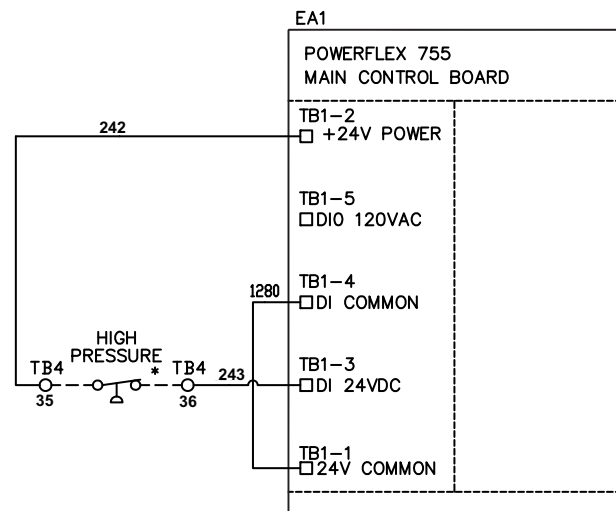 EA1
POWERFLEX 755
MAIN CONTROL BOARD
TB1-2
242
+24V POWER
TB1-5
DI0 120VAC
TB1-4
1280
DI COMMON
HIGH
PRESSURE
TB4
*
TB4
TB1-3
243
DI 24VDC
35
36
TB1-1
24V COMMON